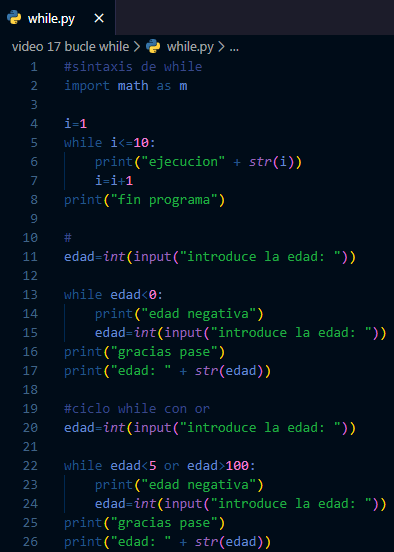 while.py ×
video 17 bucle while > while.py > ...
1 #sintaxis de while
2 import math as m
3
4 i=1
5 while i<=10:
6     print("ejecucion" + str(i))
7     i=i+1
8 print("fin programa")
9
10 #
11 edad=int(input("introduce la edad: "))
12
13 while edad<0:
14     print("edad negativa")
15     edad=int(input("introduce la edad: "))
16 print("gracias pase")
17 print("edad: " + str(edad))
18
19 #ciclo while con or
20 edad=int(input("introduce la edad: "))
21
22 while edad<5 or edad>100:
23     print("edad negativa")
24     edad=int(input("introduce la edad: "))
25 print("gracias pase")
26 print("edad: " + str(edad))